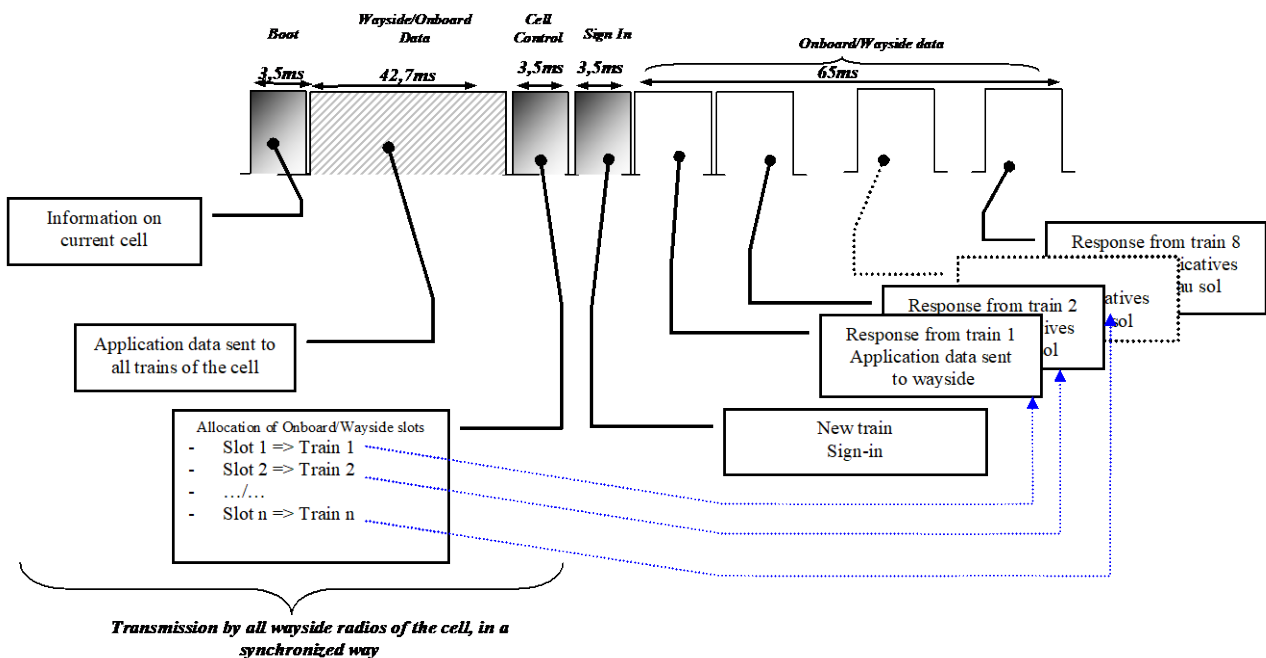 Boot
Wayside/Onboard
Data
Cell
Control
Sign In
Onboard/Wayside data
3,5ms
42,7ms
3,5ms
3,5ms
65ms
Information on
current cell
Application data sent to
all trains of the cell
Allocation of Onboard/Wayside slots
- Slot 1 => Train 1
- Slot 2 => Train 2
- …/…
- Slot n => Train n
New train
Sign-in
Response from train 1
Application data sent
to wayside
Response from train 2
ives
ol
atives
sol
Response from train 8
icatives
au sol
Transmission by all wayside radios of the cell, in a
synchronized way